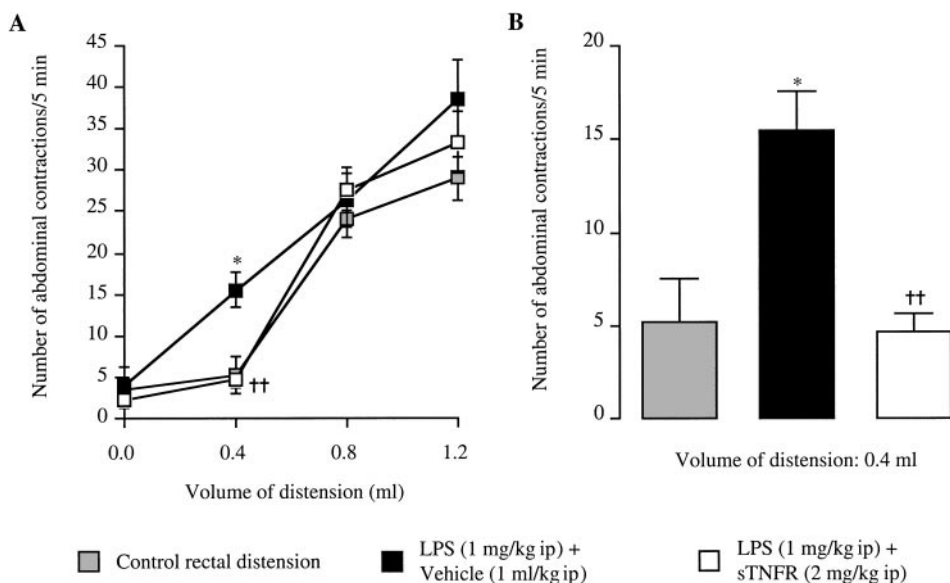 A
Number of abdominal contractions/5 min
45
40
35
30
25
20
15
10
5
0
*
††
0.0 0.4 0.8 1.2
Volume of distension (ml)
B
Number of abdominal contractions/5 min
20
15
10
5
0
*
††
Volume of distension: 0.4 ml
Control rectal distension
LPS (1 mg/kg ip) +
Vehicle (1 ml/kg ip)
LPS (1 mg/kg ip) +
sTNFR (2 mg/kg ip)